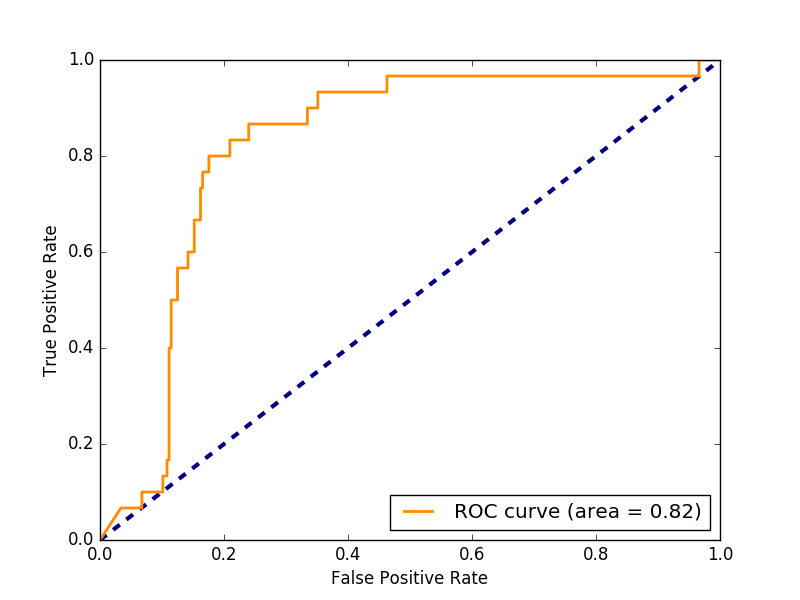 1.0
0.8
0.6
0.4
0.2
0.0
True Positive Rate
ROC curve (area = 0.82)
0.0 0.2 0.4 0.6 0.8 1.0
False Positive Rate